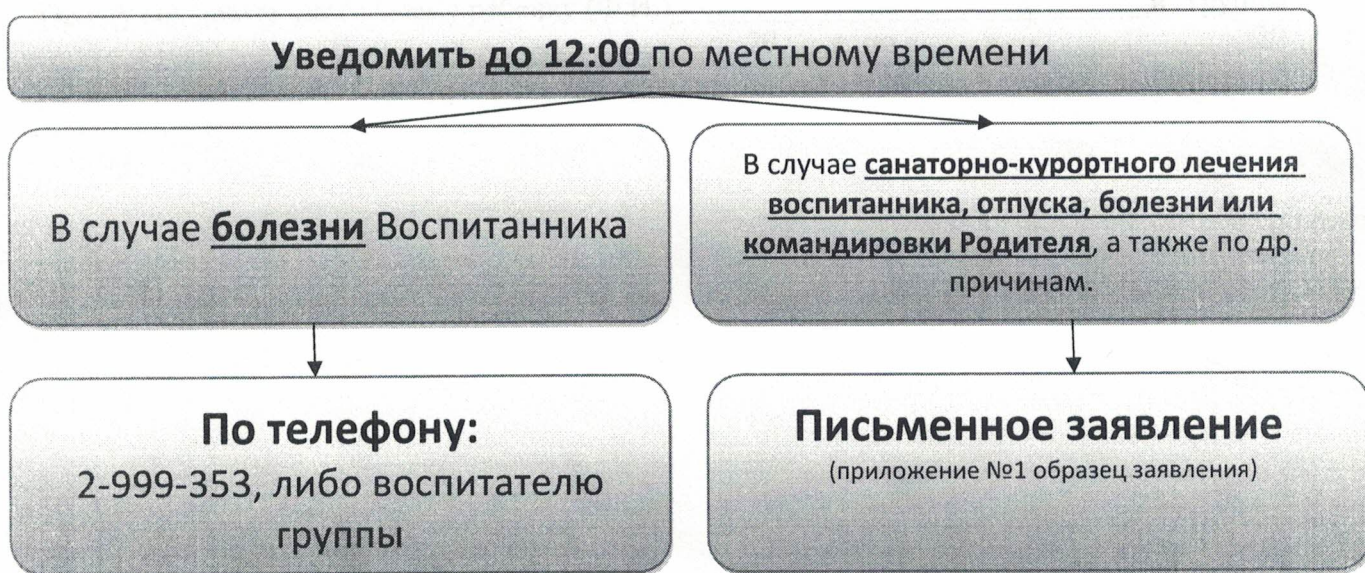 Уведомить до 12:00 по местному времени
В случае болезни Воспитанника
В случае санаторно-курортного лечения
воспитанника, отпуска, болезни или
командировки Родителя, а также по др.
причинам.
По телефону:
2-999-353, либо воспитателю
группы
Письменное заявление
(приложение №1 образец заявления)